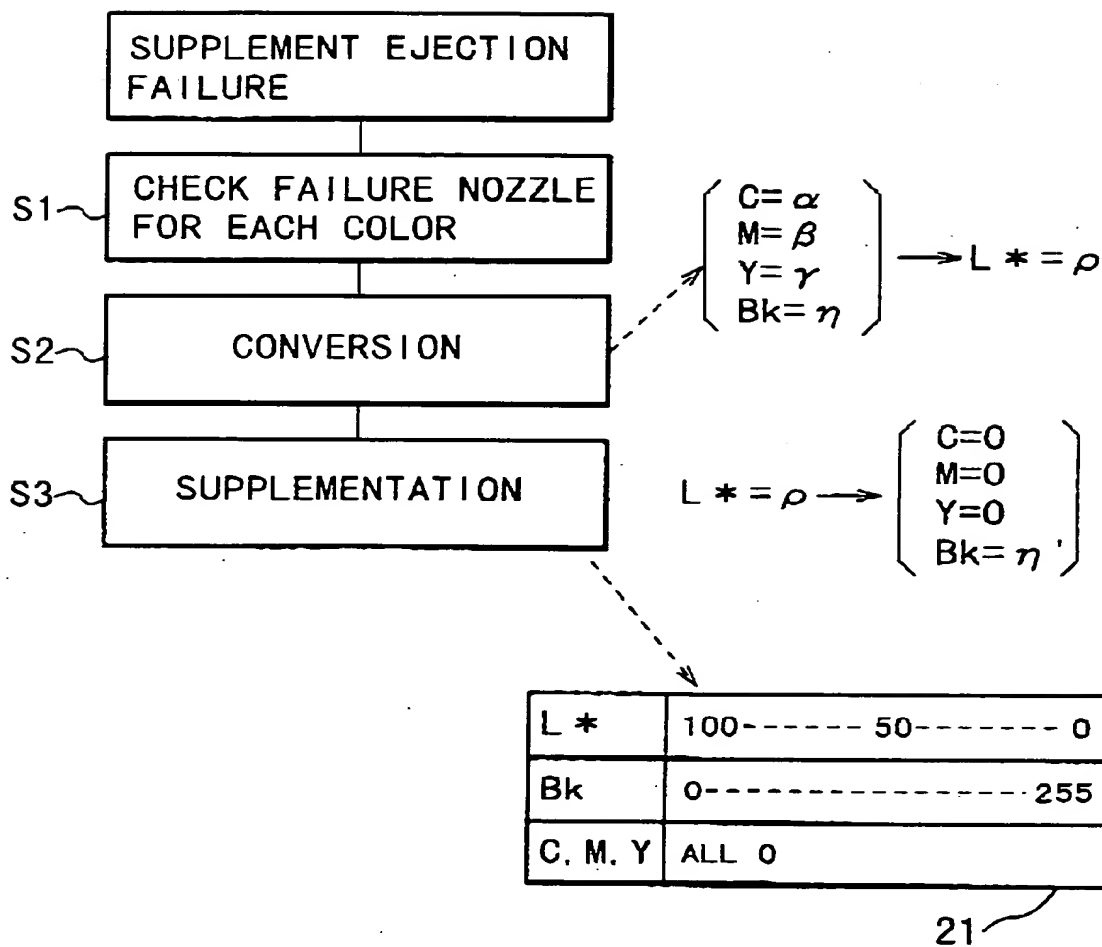 SUPPLEMENT EJECTION
FAILURE
S1
CHECK FAILURE NOZZLE
FOR EACH COLOR
C=α
M=β
Y=γ
Bk=η
L*=ρ
S2
CONVERSION
S3
SUPPLEMENTATION
L*=ρ
C=0
M=0
Y=0
Bk=η'
L* 100------50-------0
Bk 0----------------255
C,M,Y ALL 0
21